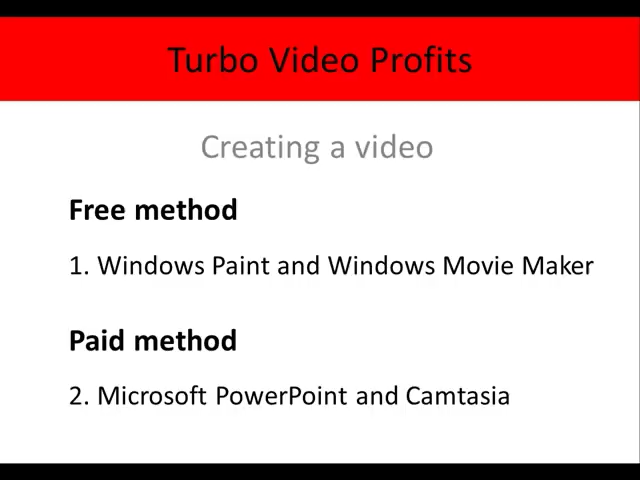 Turbo Video Profits
Creating a video
Free method
1. Windows Paint and Windows Movie Maker
Paid method
2. Microsoft PowerPoint and Camtasia